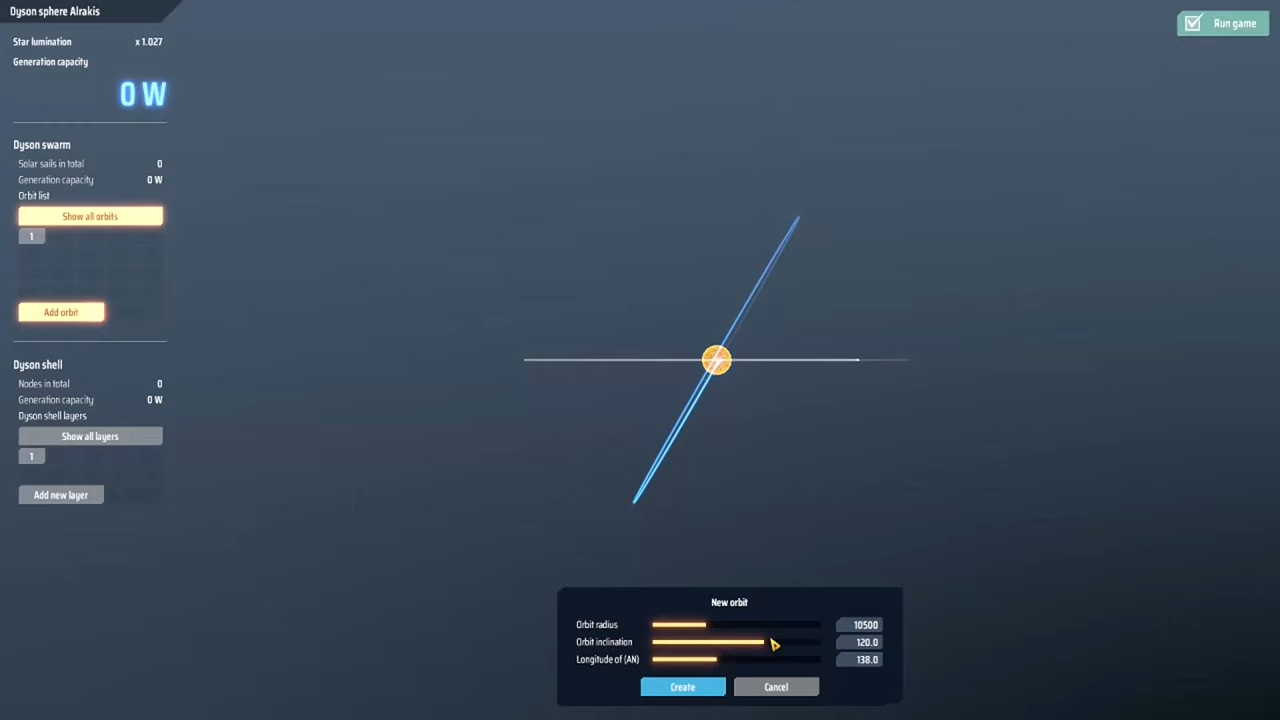 Dyson sphere Alrakis
Run game
Star lumination x 1.027
Generation capacity
0 W
Dyson swarm
Solar sails in total 0
Generation capacity 0 W
Orbit list
Show all orbits
1
Add orbit
Dyson shell
Nodes in total 0
Generation capacity 0 W
Dyson shell layers
Show all layers
1
Add new layer
New orbit
Orbit radius 10500
Orbit inclination 120.0
Longitude of (AN) 138.0
Create Cancel